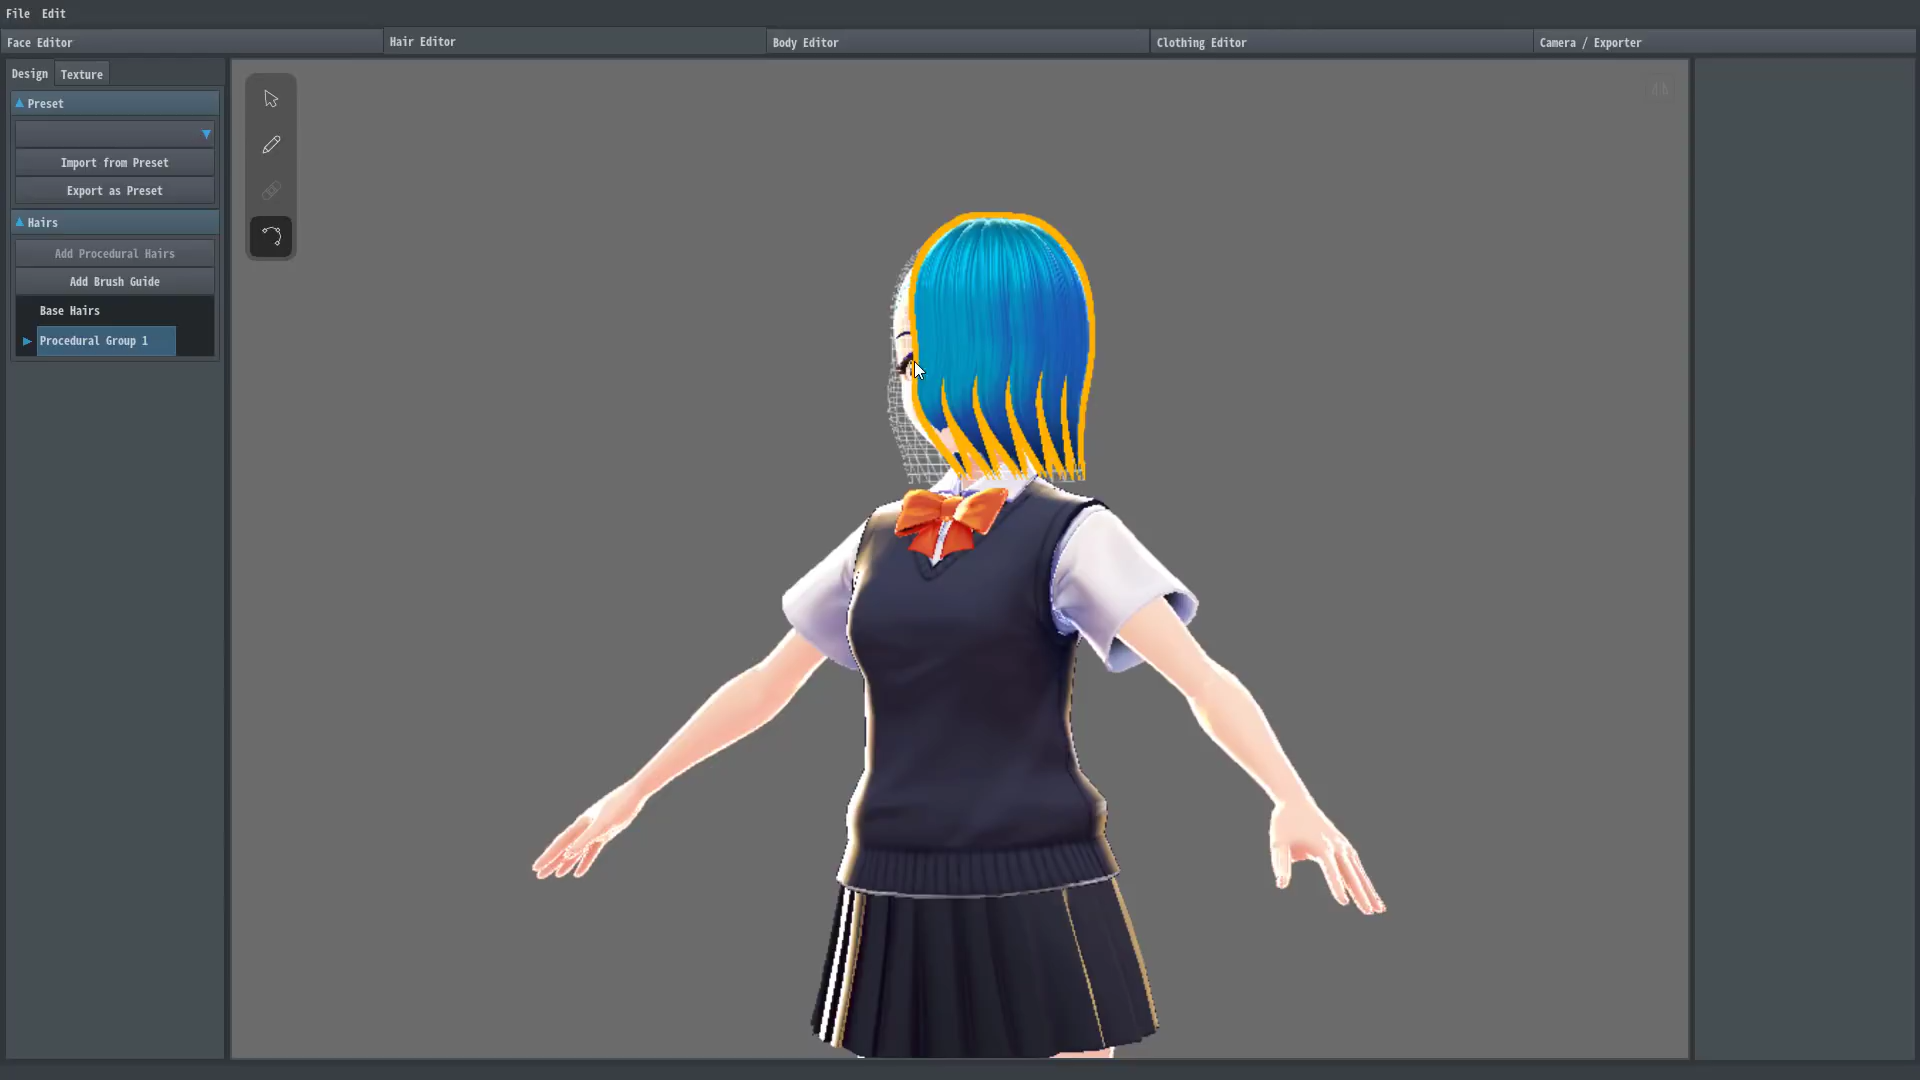 File Edit
Face Editor
Hair Editor
Body Editor
Clothing Editor
Camera / Exporter
Design
Texture
Preset
Import from Preset
Export as Preset
Hairs
Add Procedural Hairs
Add Brush Guide
Base Hairs
Procedural Group 1